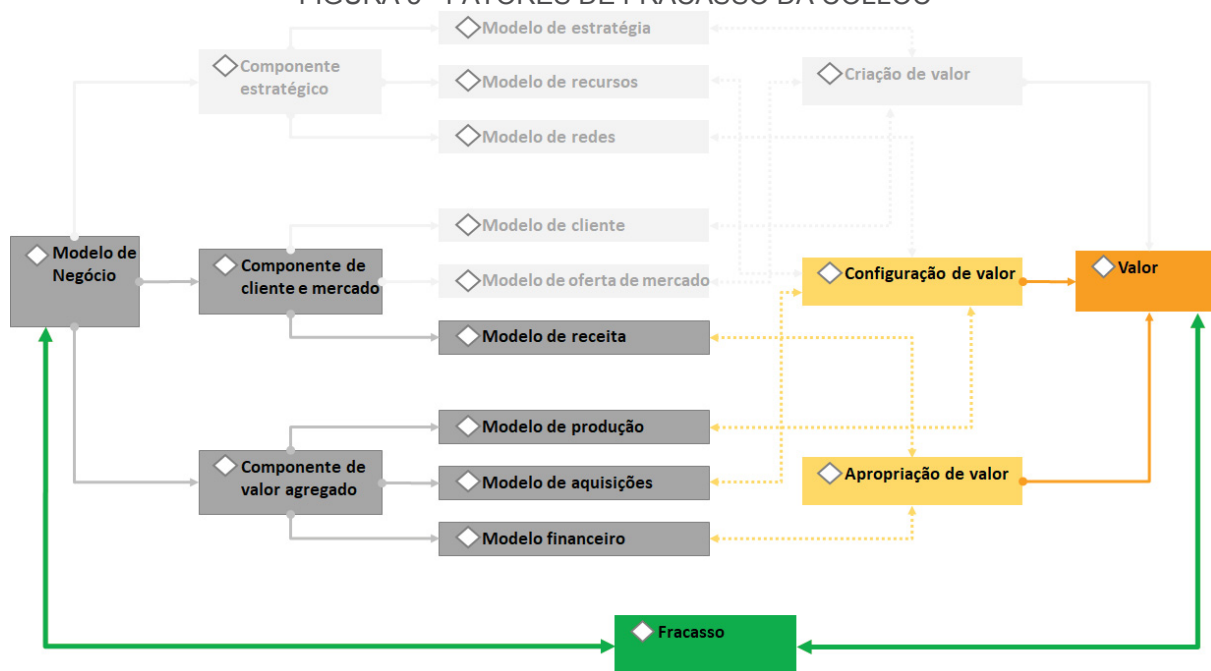 Modelo de estratégia
Componente
estratégico
Modelo de recursos
Modelo de redes
Criação de valor
Modelo de cliente
Modelo de
Negócio
Componente de
cliente e mercado
Modelo de oferta de mercado
Modelo de receita
Configuração de valor
Valor
Modelo de produção
Componente de
valor agregado
Modelo de aquisições
Modelo financeiro
Apropriação de valor
Fracasso